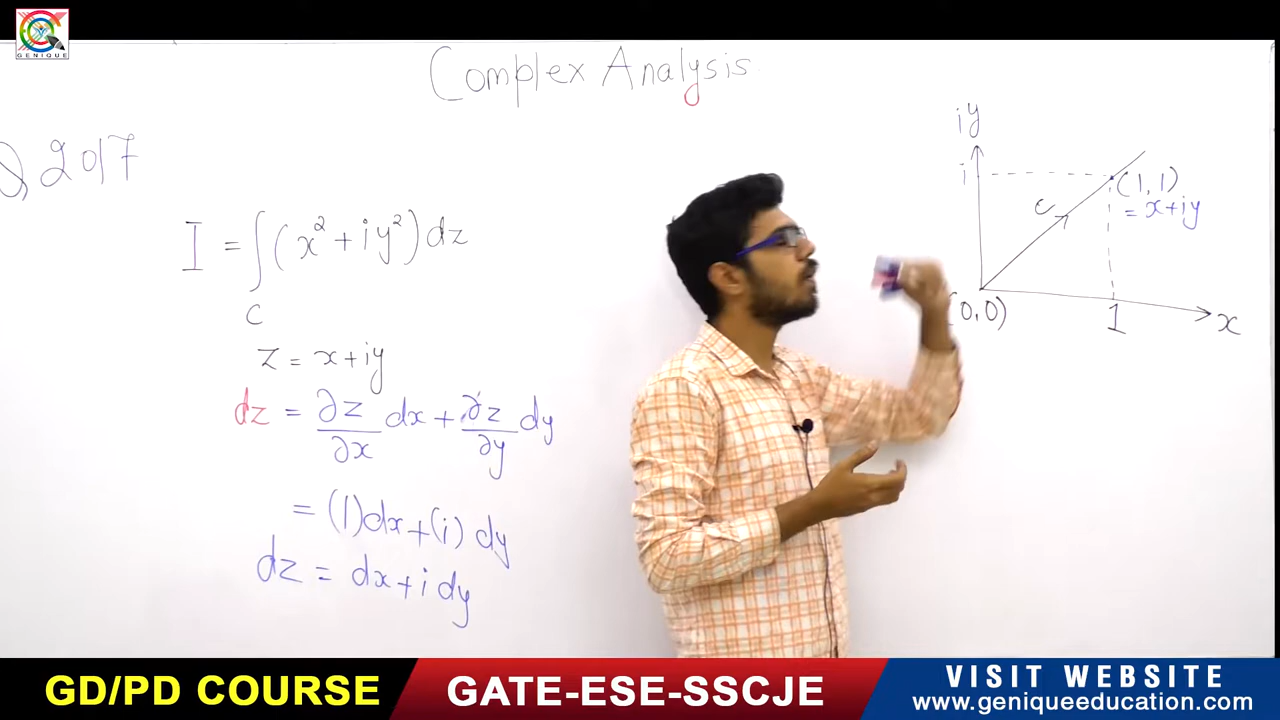 GENIQUE
Complex Analysis
Q 2017
I = ∫ (x² + iy²) dz
C
z = x+iy
dz = ∂z/∂x dx + ∂z/∂y dy
= (1)dx+(i) dy
dz = dx+i dy
iy
i
(1,1)
= x+iy
c
(0,0)
1
x
GD/PD COURSE
GATE-ESE-SSCJE
VISIT WEBSITE
www.geniqueeducation.com